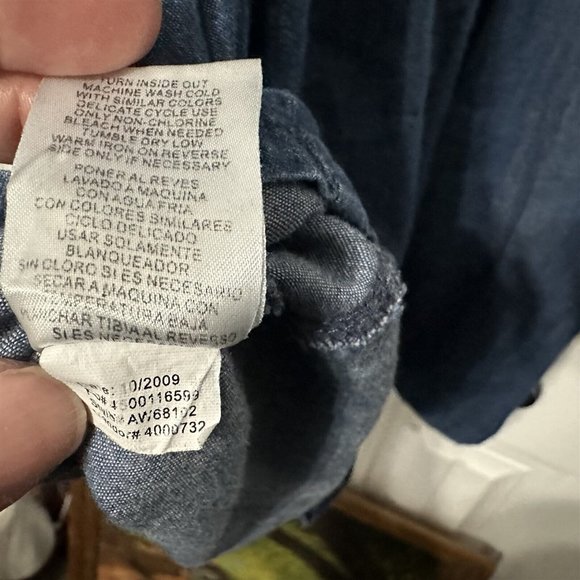 TURN INSIDE OUT
MACHINE WASH COLD
WITH SIMILAR COLORS
DELICATE CYCLE USE
ONLY NON-CHLORINE
BLEACH WHEN NEEDED
TUMBLE DRY LOW
WARM IRON ON REVERSE
SIDE ONLY IF NECESSARY
PONER AL REVES
LAVADO A MAQUINA
CON AGUA FRIA
CON COLORES SIMILARES
CICLO DELICADO
USAR SOLAMENTE
BLANQUEADOR
SIN CLORO SI ES NECESARIO
SECAR A MAQUINA CON
TEMPERATURA BAJA
PLANCHAR TIBIA AL REVERSO
SI ES NECESARIO
10/2009
AW68102
4000732